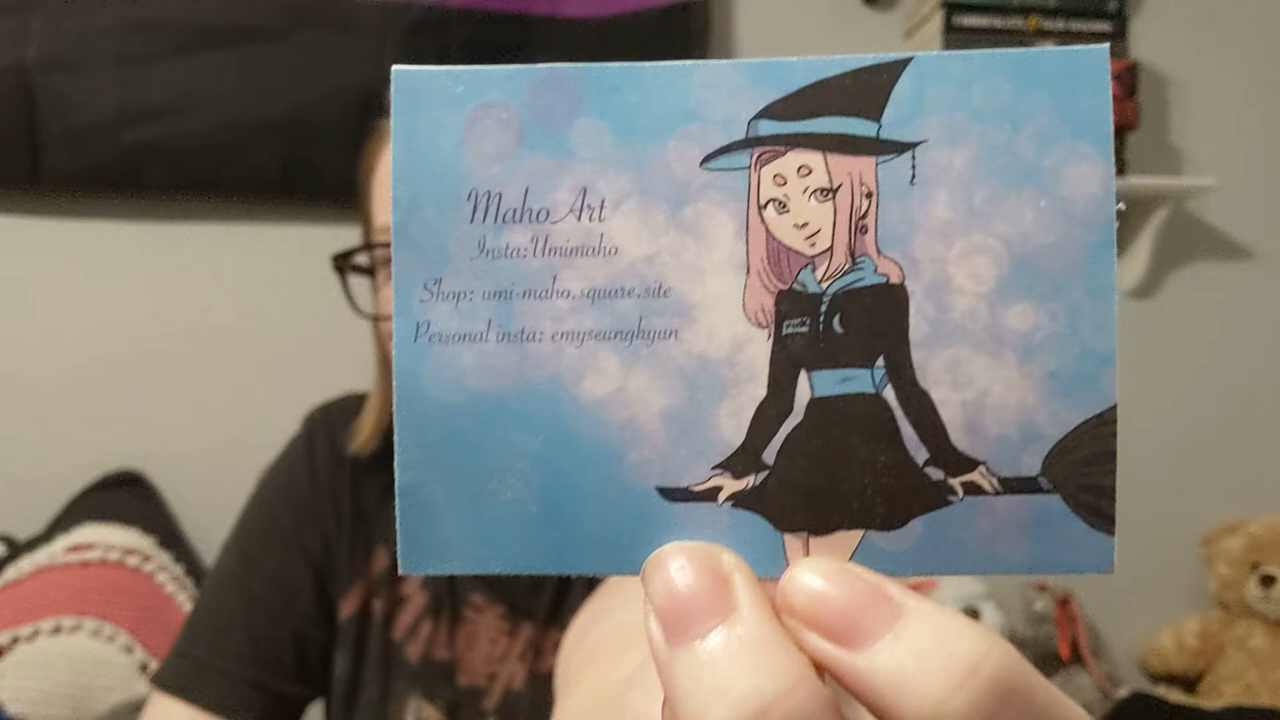 Maho Art
Insta: Umimaho
Shop: umi-maho.square.site
Personal insta: emyseunghyun